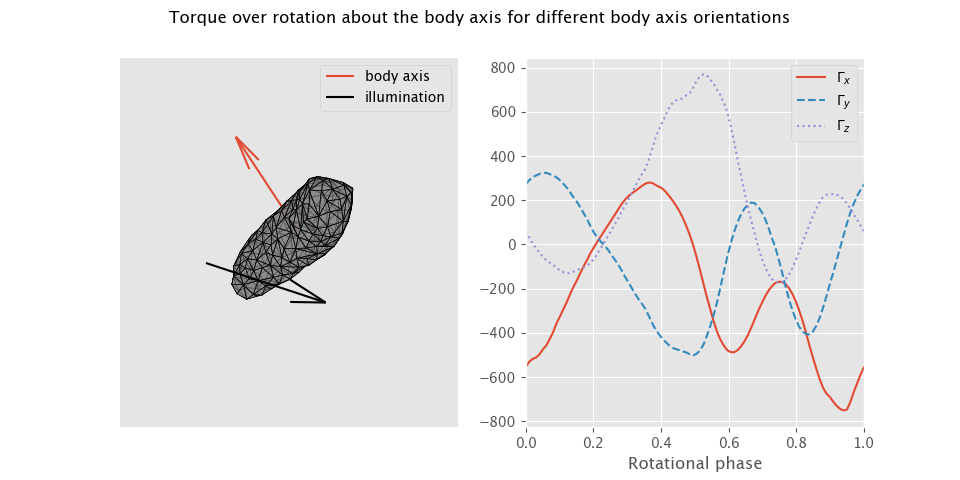 Torque over rotation about the body axis for different body axis orientations
body axis
illumination
800
600
400
200
0
−200
−400
−600
−800
Γx
Γy
Γz
0.0 0.2 0.4 0.6 0.8 1.0
Rotational phase